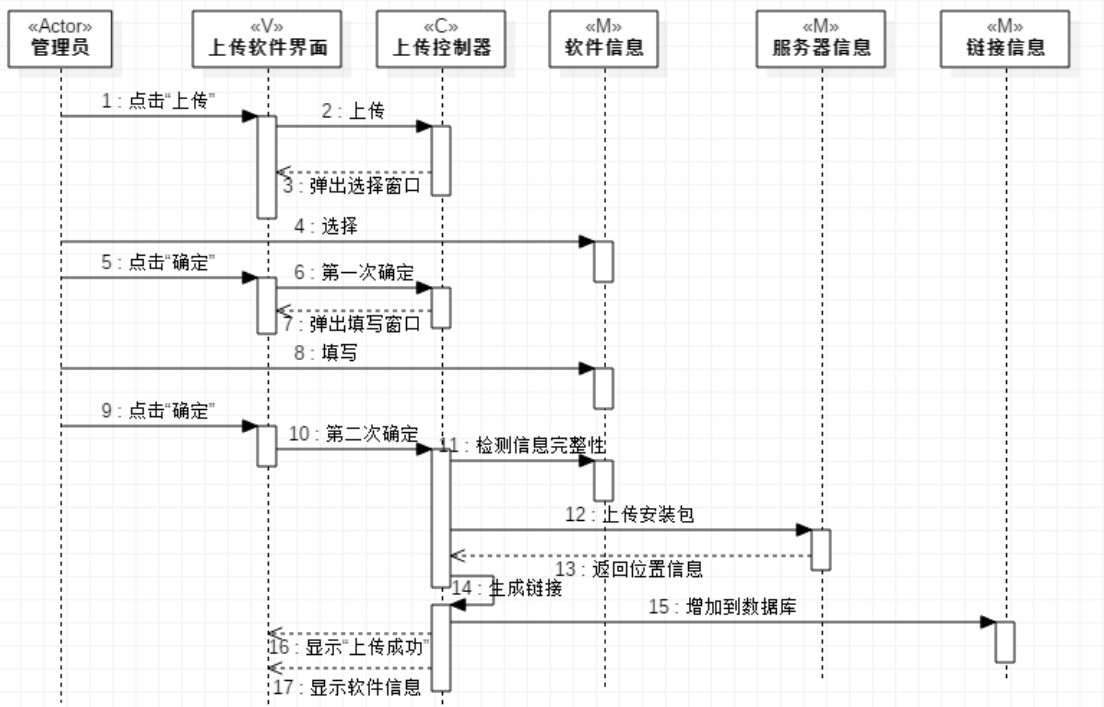 «Actor»
管理员
«V»
上传软件界面
«C»
上传控制器
«M»
软件信息
«M»
服务器信息
«M»
链接信息
1 : 点击“上传”
2 : 上传
3 : 弹出选择窗口
4 : 选择
5 : 点击“确定”
6 : 第一次确定
7 : 弹出填写窗口
8 : 填写
9 : 点击“确定”
10 : 第二次确定
11 : 检测信息完整性
12 : 上传安装包
13 : 返回位置信息
14 : 生成链接
15 : 增加到数据库
16 : 显示“上传成功”
17 : 显示软件信息